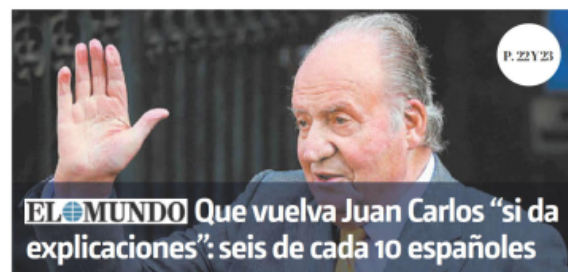 P. 22 Y 23
EL MUNDO Que vuelva Juan Carlos “si da
explicaciones”: seis de cada 10 españoles